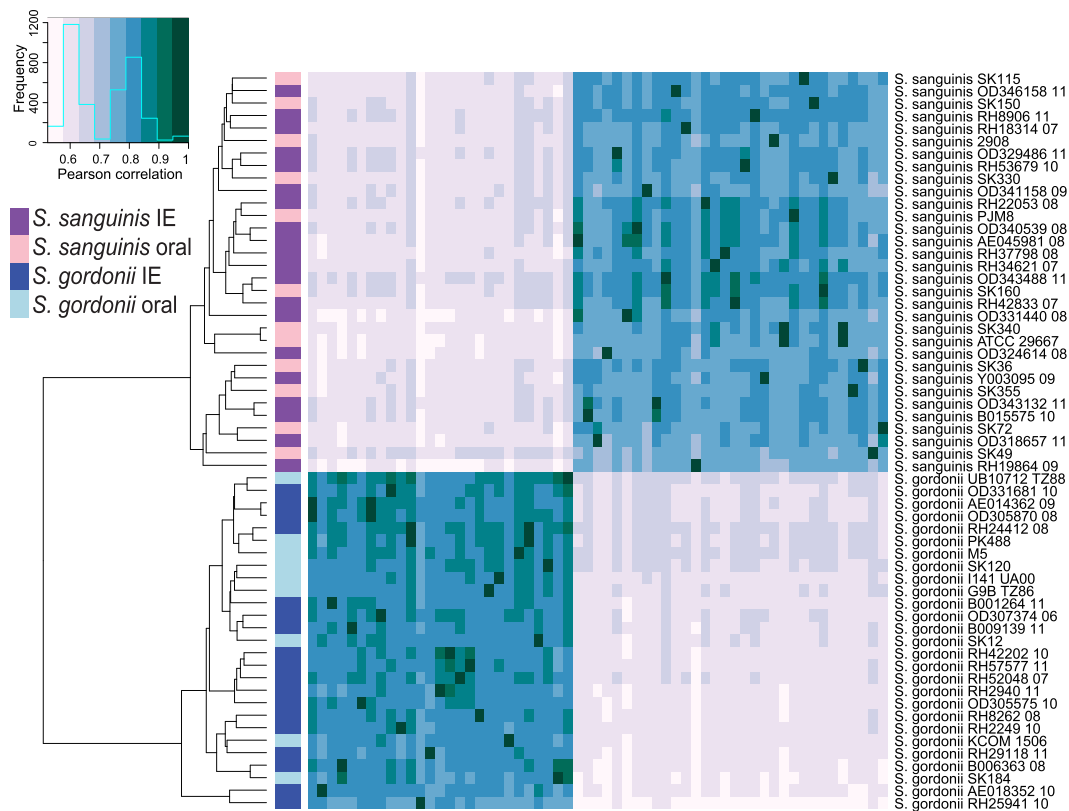 1200
800
400
0
Frequency
0.6 0.7 0.8 0.9 1
Pearson correlation
S. sanguinis IE
S. sanguinis oral
S. gordonii IE
S. gordonii oral
S. sanguinis SK115
S. sanguinis OD346158 11
S. sanguinis SK150
S. sanguinis RH8906 11
S. sanguinis RH18314 07
S. sanguinis 2908
S. sanguinis OD329486 11
S. sanguinis RH53679 10
S. sanguinis SK330
S. sanguinis OD341158 09
S. sanguinis RH22053 08
S. sanguinis PJM8
S. sanguinis OD340539 08
S. sanguinis AE045981 08
S. sanguinis RH37798 08
S. sanguinis RH34621 07
S. sanguinis OD343488 11
S. sanguinis SK160
S. sanguinis RH42833 07
S. sanguinis OD331440 08
S. sanguinis SK340
S. sanguinis ATCC 29667
S. sanguinis OD324614 08
S. sanguinis SK36
S. sanguinis Y003095 09
S. sanguinis SK355
S. sanguinis OD343132 11
S. sanguinis B015575 10
S. sanguinis SK72
S. sanguinis OD318657 11
S. sanguinis SK49
S. sanguinis RH19864 09
S. gordonii UB10712 TZ88
S. gordonii OD331681 10
S. gordonii AE014362 09
S. gordonii OD305870 08
S. gordonii RH24412 08
S. gordonii PK488
S. gordonii M5
S. gordonii SK120
S. gordonii I141 UA00
S. gordonii G9B TZ86
S. gordonii B001264 11
S. gordonii OD307374 06
S. gordonii B009139 11
S. gordonii SK12
S. gordonii RH42202 10
S. gordonii RH57577 11
S. gordonii RH52048 07
S. gordonii RH2940 11
S. gordonii OD305575 10
S. gordonii RH8262 08
S. gordonii RH2249 10
S. gordonii KCOM 1506
S. gordonii RH29118 11
S. gordonii B006363 08
S. gordonii SK184
S. gordonii AE018352 10
S. gordonii RH25941 10